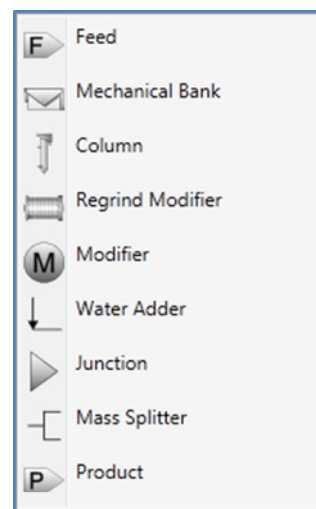 F Feed
Mechanical Bank
Column
Regrind Modifier
M Modifier
Water Adder
Junction
Mass Splitter
P Product